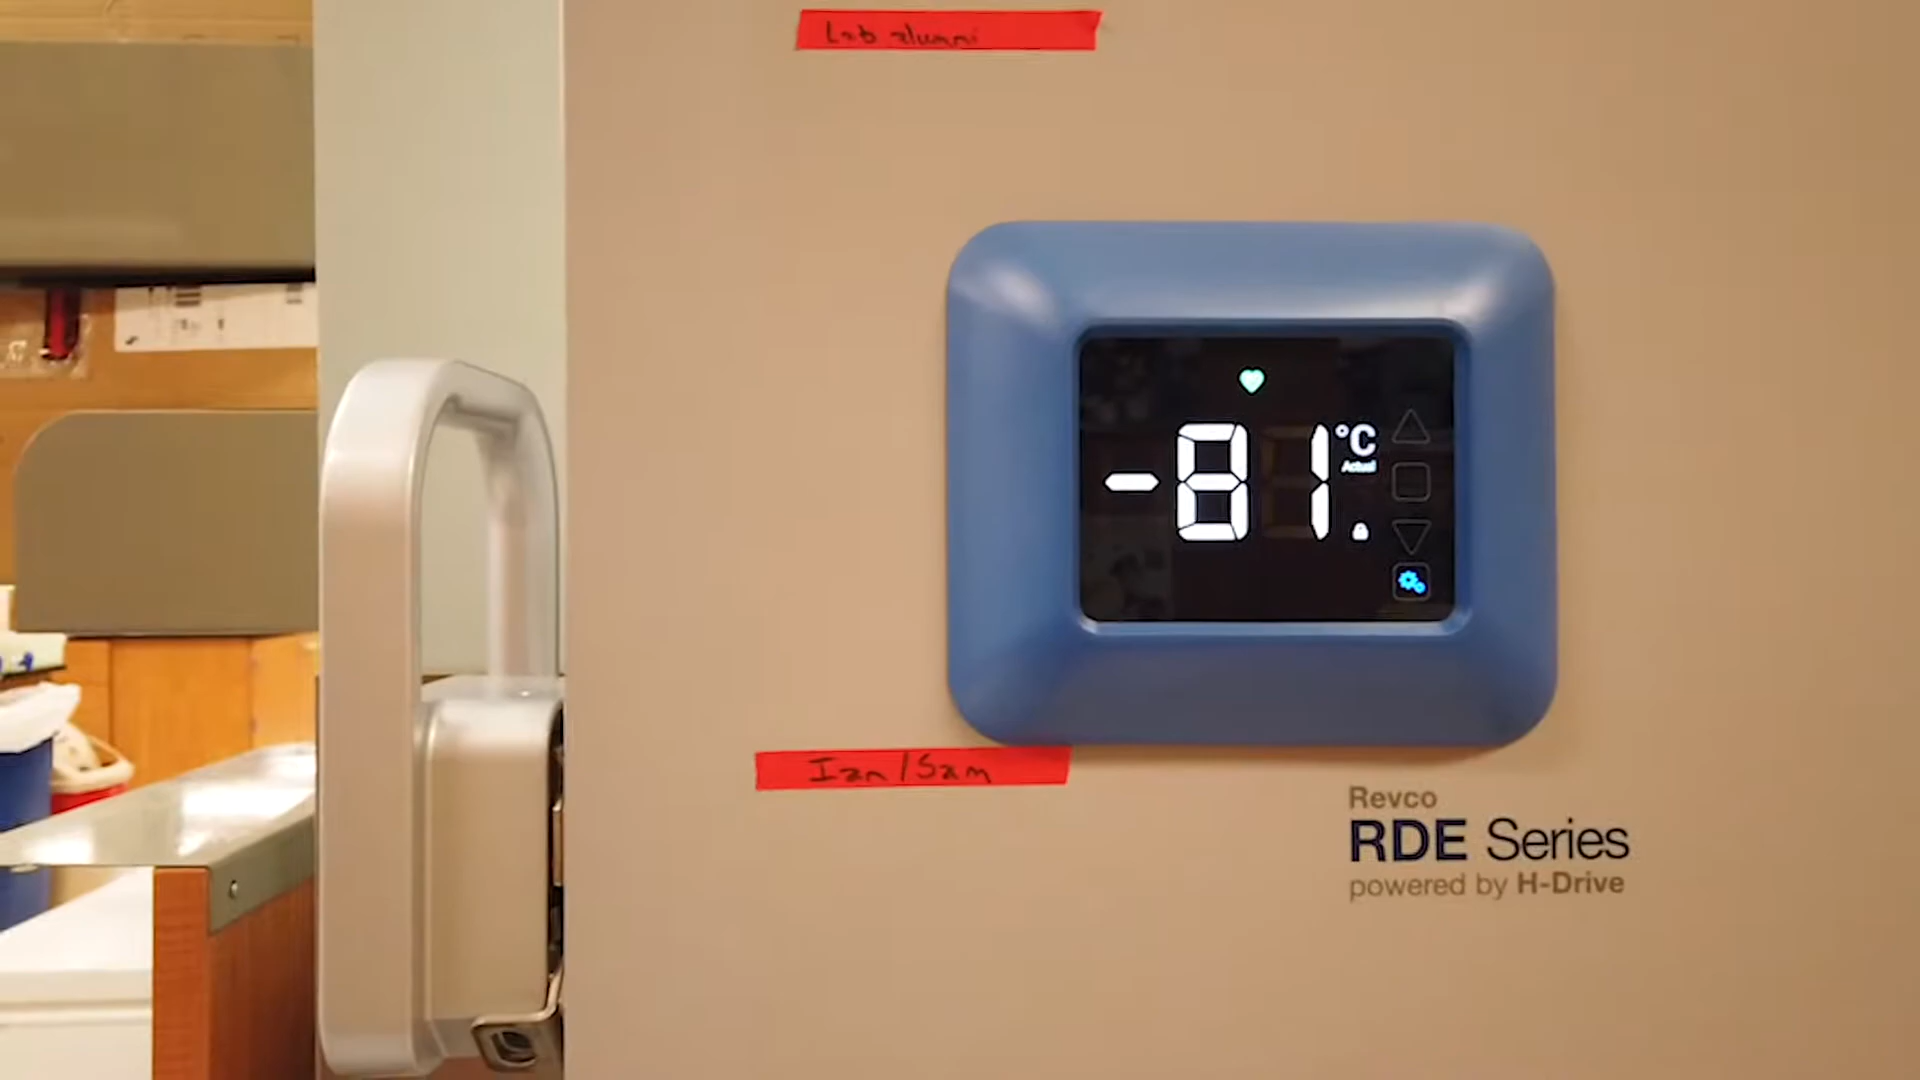 Lab alumni
-81 °C
Actual
Ian/Sam
Revco
RDE Series
powered by H-Drive